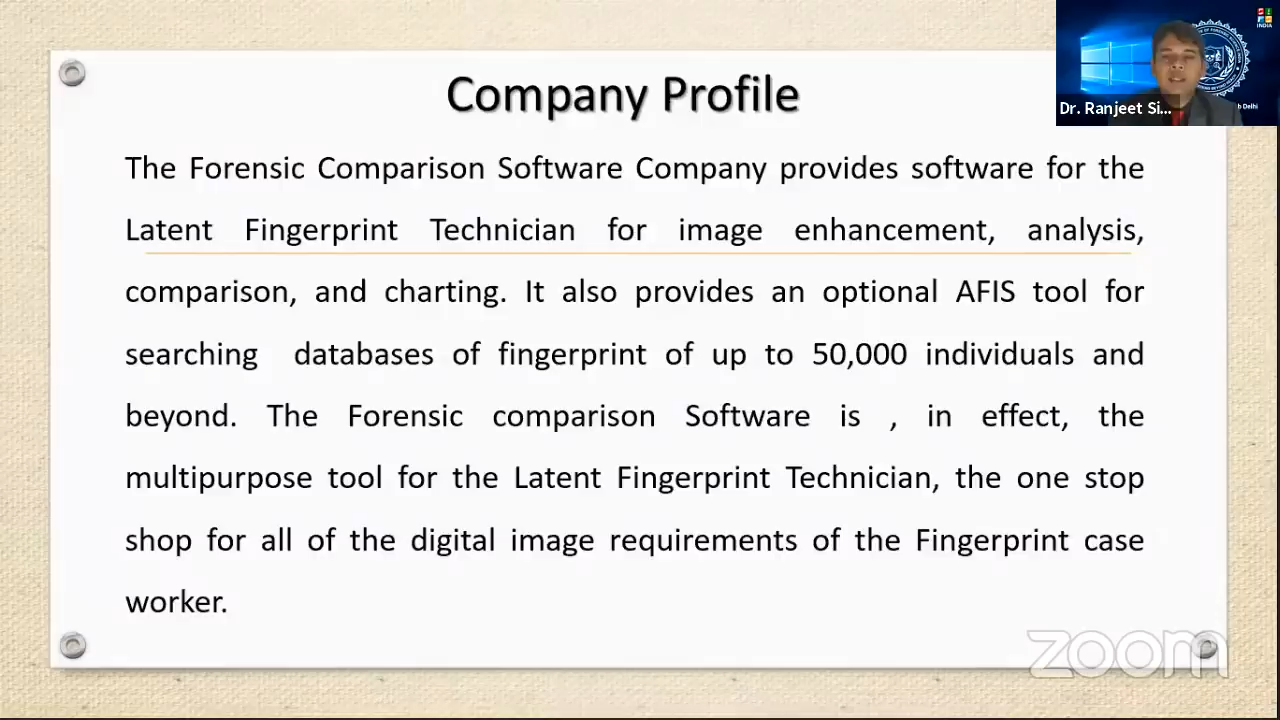 Company Profile
The Forensic Comparison Software Company provides software for the
Latent Fingerprint Technician for image enhancement, analysis,
comparison, and charting. It also provides an optional AFIS tool for
searching databases of fingerprint of up to 50,000 individuals and
beyond. The Forensic comparison Software is , in effect, the
multipurpose tool for the Latent Fingerprint Technician, the one stop
shop for all of the digital image requirements of the Fingerprint case
worker.
INDIA
Dr. Ranjeet Si...
Delhi
zoom